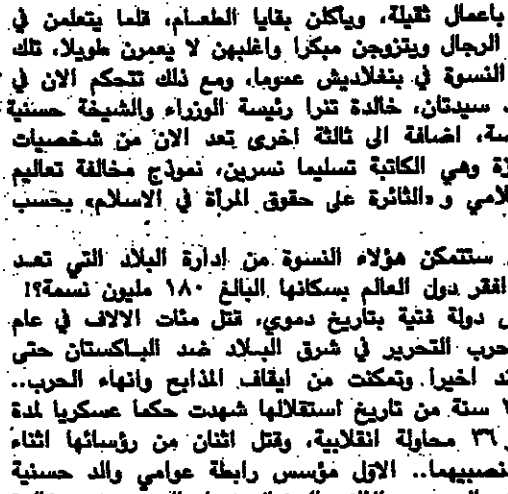 باعمال ثقيلة، وياكلن بقايا الطعسام، قلما يتعلمن في
الرجال ويتزوجن مبكرا واغلبهن لا يعمرن طويلا، تلك
النسوة في بنغلاديش عموما، ومع ذلك تتحكم الان في
سيدتان، خالدة تنرا رئيسة الوزراء والشيخة حسنية
اضافة الى ثالثة اخرى تعد الان من شخصيات
وهي الكاتبة تسليما نسرين، نموذج مخالفة تعاليم
و «الثائرة على حقوق المرأة في الاسلام» بحسب
ستتمكن هؤلاء النسوة من ادارة البلاد التي تعد
افقر دول العالم بسكانها البالغ ١٨٠ مليون نسمة؟!
دولة فتية بتاريخ دموي، قتل مئات الالاف في عام
حرب التحرير في شرق البلاد ضد الباكستان حتى
اخيرا وتمكنت من ايقاف المذابح وانهاء الحرب..
سنة من تاريخ استقلالها شهدت حكما عسكريا لمدة
٣٦ محاولة انقلابية، وقتل اثنان من رؤسائها اثناء
الاول مؤسس رابطة عوامي والد حسنية